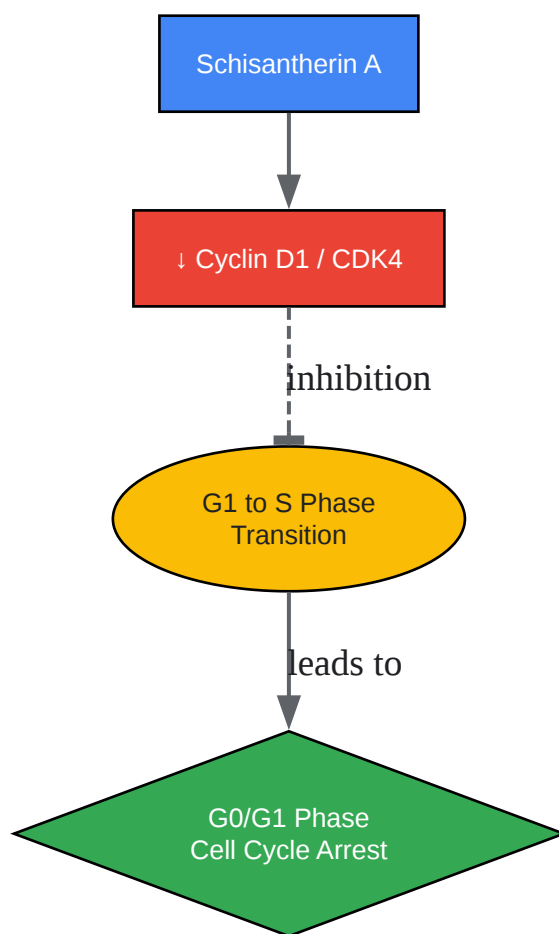 Schisantherin A
↓ Cyclin D1 / CDK4
inhibition
G1 to S Phase
Transition
leads to
G0/G1 Phase
Cell Cycle Arrest